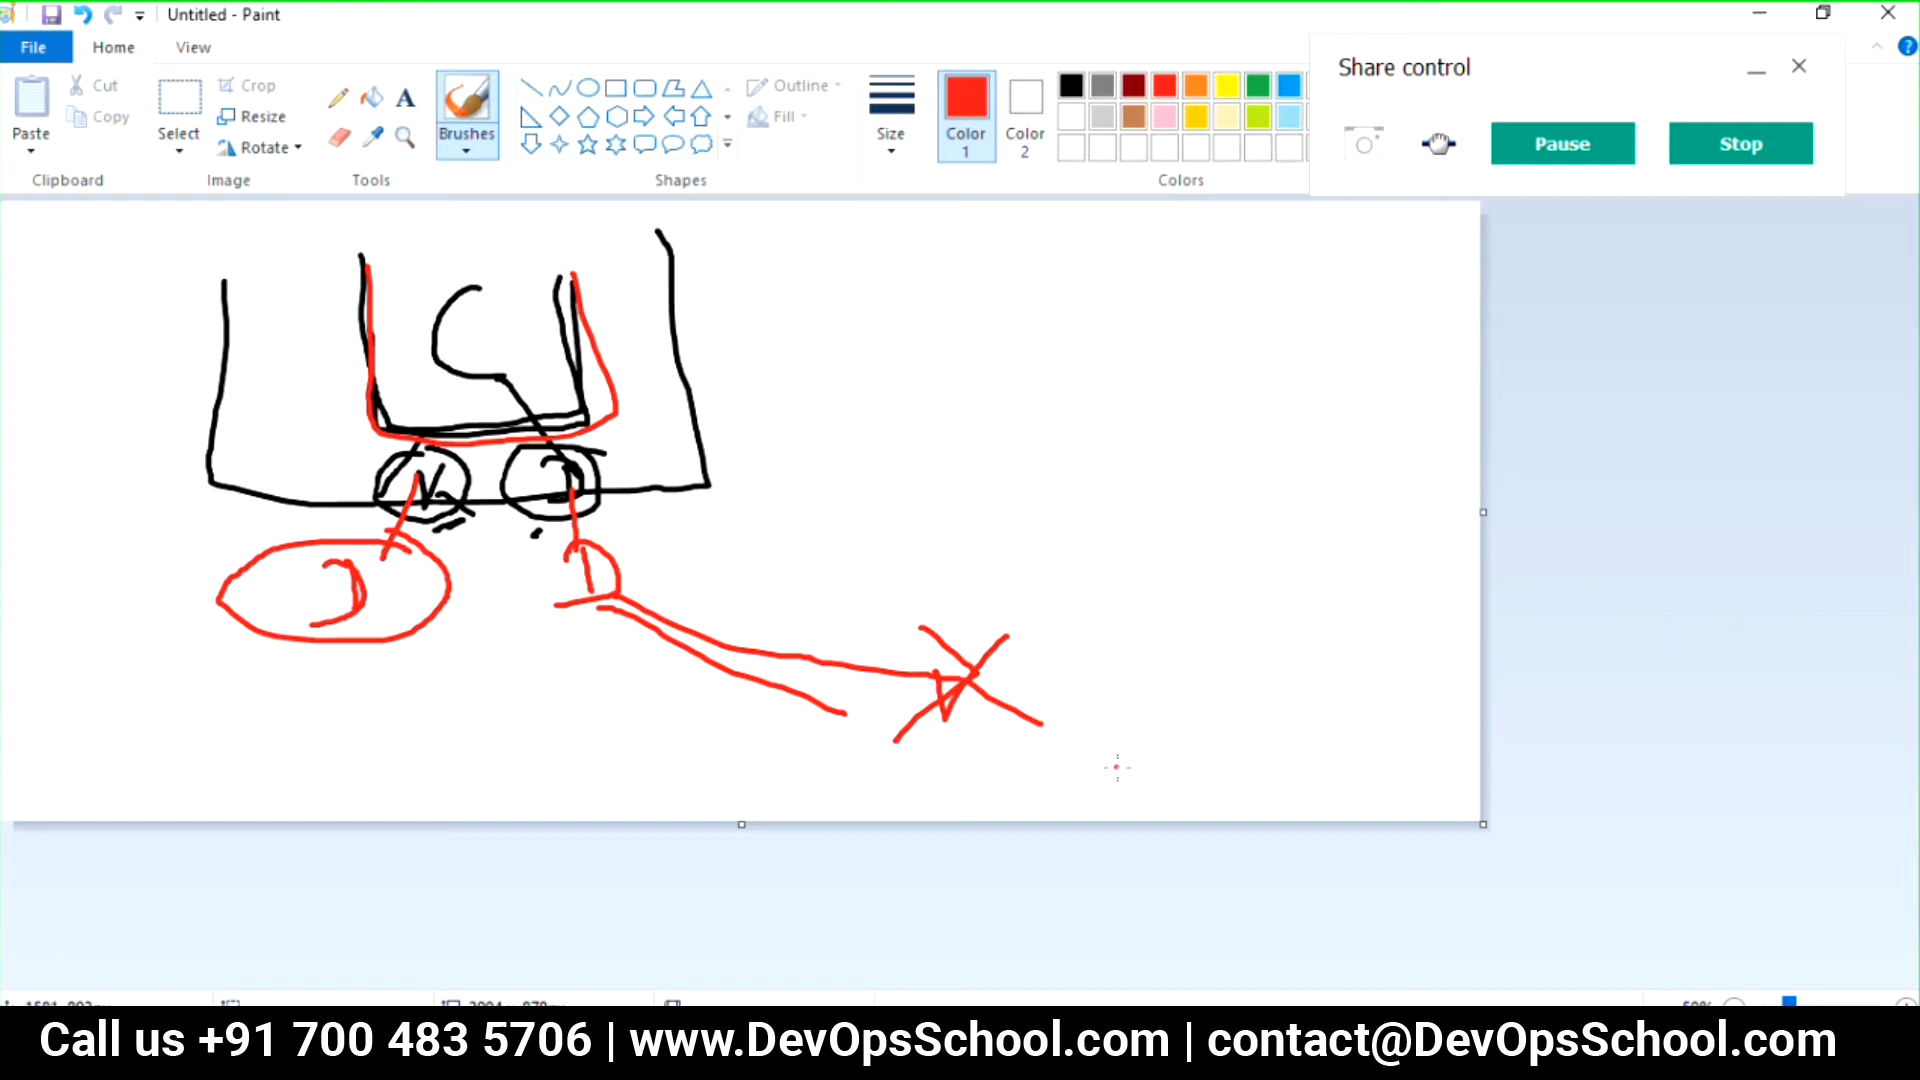 Untitled - Paint
File Home View
Share control
Paste
Cut
Copy
Clipboard
Select
Crop
Resize
Rotate
Image
A
Tools
Brushes
Shapes
Outline
Fill
Size
Color 1
Color 2
Colors
Pause
Stop
C
N
D
D
D
Call us +91 700 483 5706 | www.DevOpsSchool.com | contact@DevOpsSchool.com